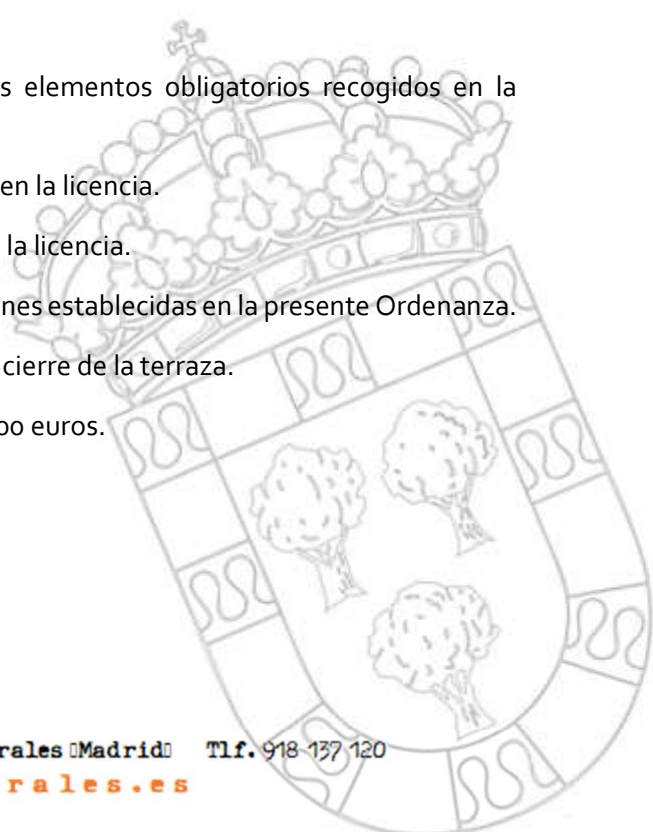 s elementos obligatorios recogidos en la
en la licencia.
la licencia.
nes establecidas en la presente Ordenanza.
cierre de la terraza.
00 euros.
rales Madrid Tlf. 918 137 120
rales.es